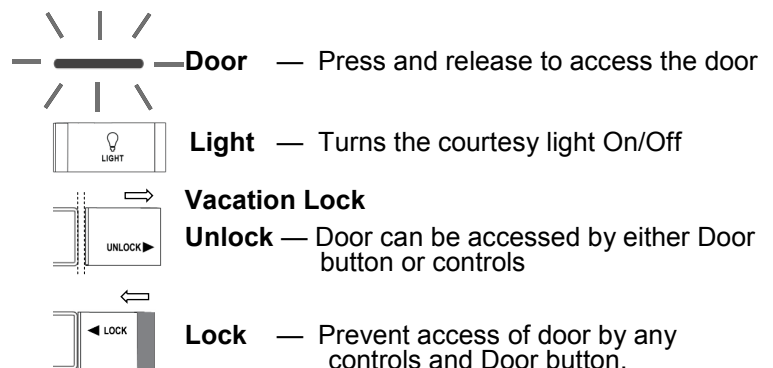 Door — Press and release to access the door
LIGHT
Light — Turns the courtesy light On/Off
Vacation Lock
UNLOCK▶
Unlock — Door can be accessed by either Door
button or controls
◀ LOCK
Lock — Prevent access of door by any
controls and Door button.